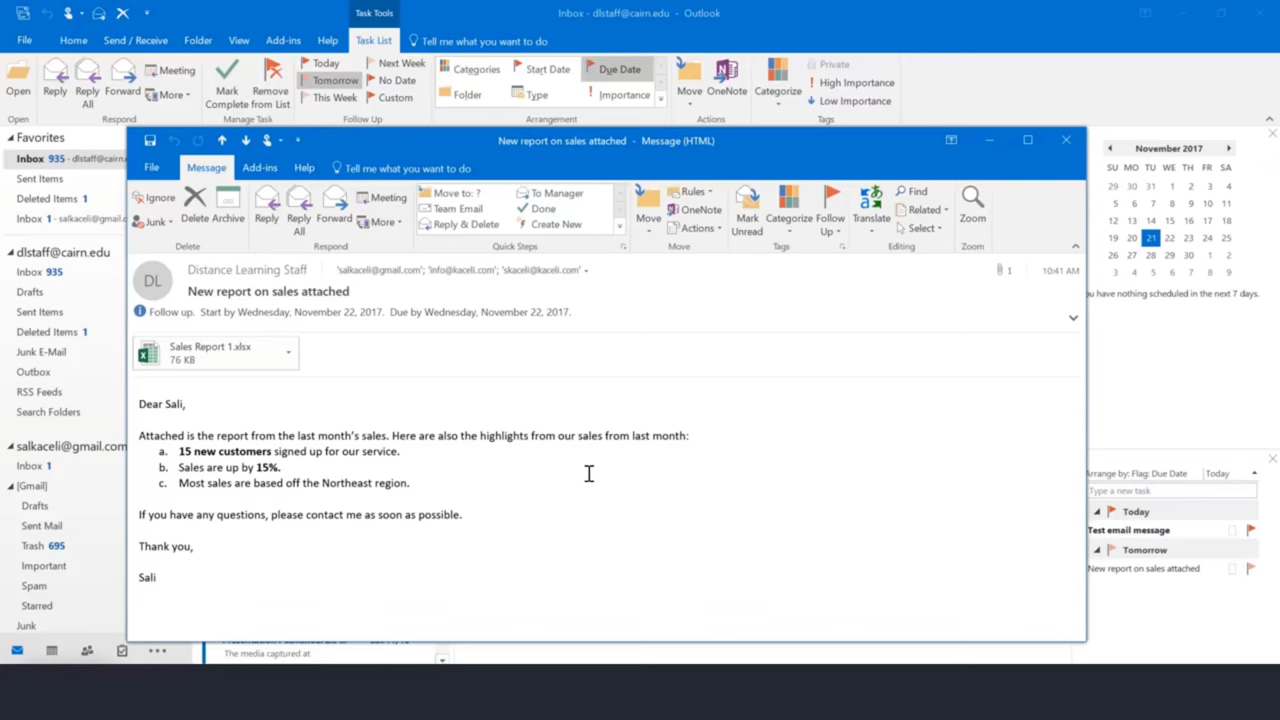 Task Tools
Inbox - dlstaff@cairn.edu - Outlook
File Home Send / Receive Folder View Add-ins Help Task List Tell me what you want to do
Open Reply Reply All Forward Meeting More
Mark Complete Remove from List
Today Tomorrow This Week Next Week No Date Custom
Categories Start Date Due Date
Folder Type Importance
Move OneNote Categorize
Private
High Importance
Low Importance
Open Respond Manage Task Follow Up Arrangement Actions Tags
Favorites
Inbox 935 - dlstaff@cairn.
Sent Items
Deleted Items 1
Inbox 1 - salkaceli@gmail.c
dlstaff@cairn.edu
Inbox 935
Drafts
Sent Items
Deleted Items 1
Junk E-Mail
Outbox
RSS Feeds
Search Folders
salkaceli@gmail.com
Inbox 1
[Gmail]
Drafts
Sent Mail
Trash 695
Important
Spam
Starred
Junk
New report on sales attached - Message (HTML)
File Message Add-ins Help Tell me what you want to do
Ignore
Junk
Delete Archive
Reply Reply All Forward Meeting More
Move to: ? To Manager
Team Email Done
Reply & Delete Create New
Move Rules OneNote Actions
Mark Unread Categorize Follow Up
Translate Find Related Select
Zoom
Delete Respond Quick Steps Move Tags Editing Zoom
DL
Distance Learning Staff 'salkaceli@gmail.com'; 'info@kaceli.com'; 'skaceli@kaceli.com' 1 10:41 AM
New report on sales attached
Follow up. Start by Wednesday, November 22, 2017. Due by Wednesday, November 22, 2017.
Sales Report 1.xlsx
76 KB
Dear Sali,
Attached is the report from the last month's sales. Here are also the highlights from our sales from last month:
a. 15 new customers signed up for our service.
b. Sales are up by 15%.
c. Most sales are based off the Northeast region.
If you have any questions, please contact me as soon as possible.
Thank you,
Sali
The media captured at
November 2017
SU MO TU WE TH FR SA
29 30 31 1 2 3 4
5 6 7 8 9 10 11
12 13 14 15 16 17 18
19 20 21 22 23 24 25
26 27 28 29 30 1 2
3 4 5 6 7 8 9
ou have nothing scheduled in the next 7 days.
Arrange by: Flag: Due Date Today
Type a new task
Today
Test email message
Tomorrow
New report on sales attached